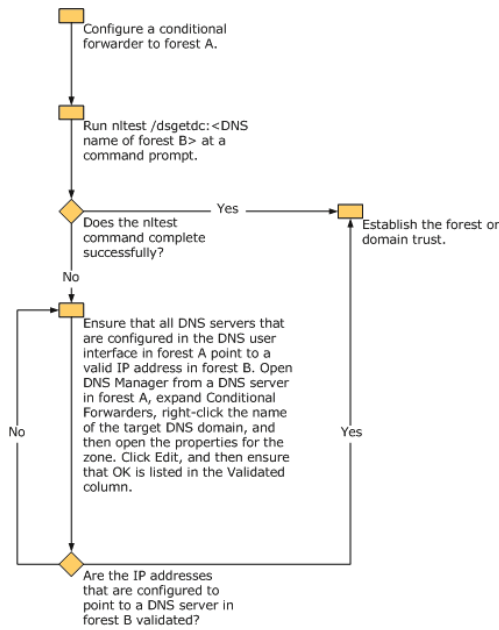 Configure a conditional
forwarder to forest A.
Run nltest /dsgetdc:<DNS
name of forest B> at a
command prompt.
Yes
Does the nltest
command complete
successfully?
Establish the forest or
domain trust.
No
Ensure that all DNS servers that
are configured in the DNS user
interface in forest A point to a
valid IP address in forest B. Open
DNS Manager from a DNS server
in forest A, expand Conditional
Forwarders, right-click the name
of the target DNS domain, and
then open the properties for the
zone. Click Edit, and then ensure
that OK is listed in the Validated
column.
No
Yes
Are the IP addresses
that are configured to
point to a DNS server in
forest B validated?